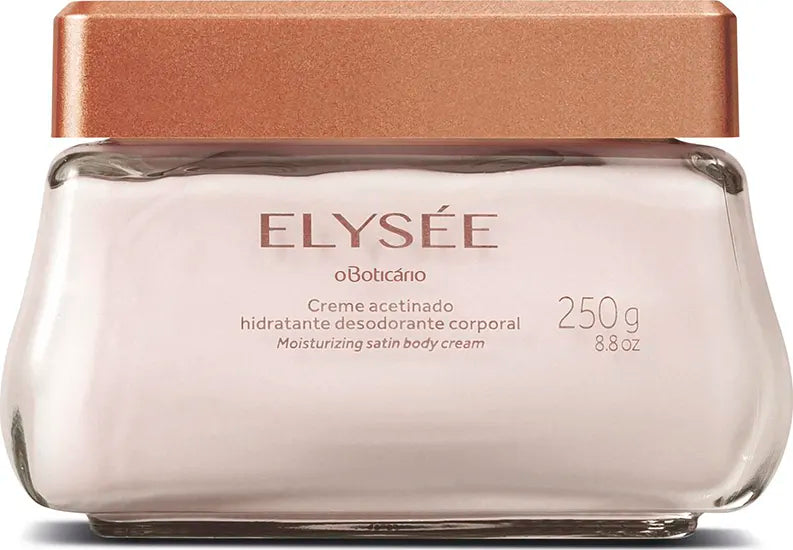 ELYSÉE
oBoticário
Creme acetinado
hidratante desodorante corporal
Moisturizing satin body cream
250g
8.8oz